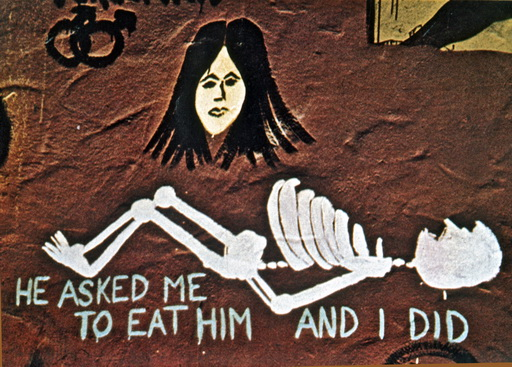 HE ASKED ME
TO EAT HIM AND I DID